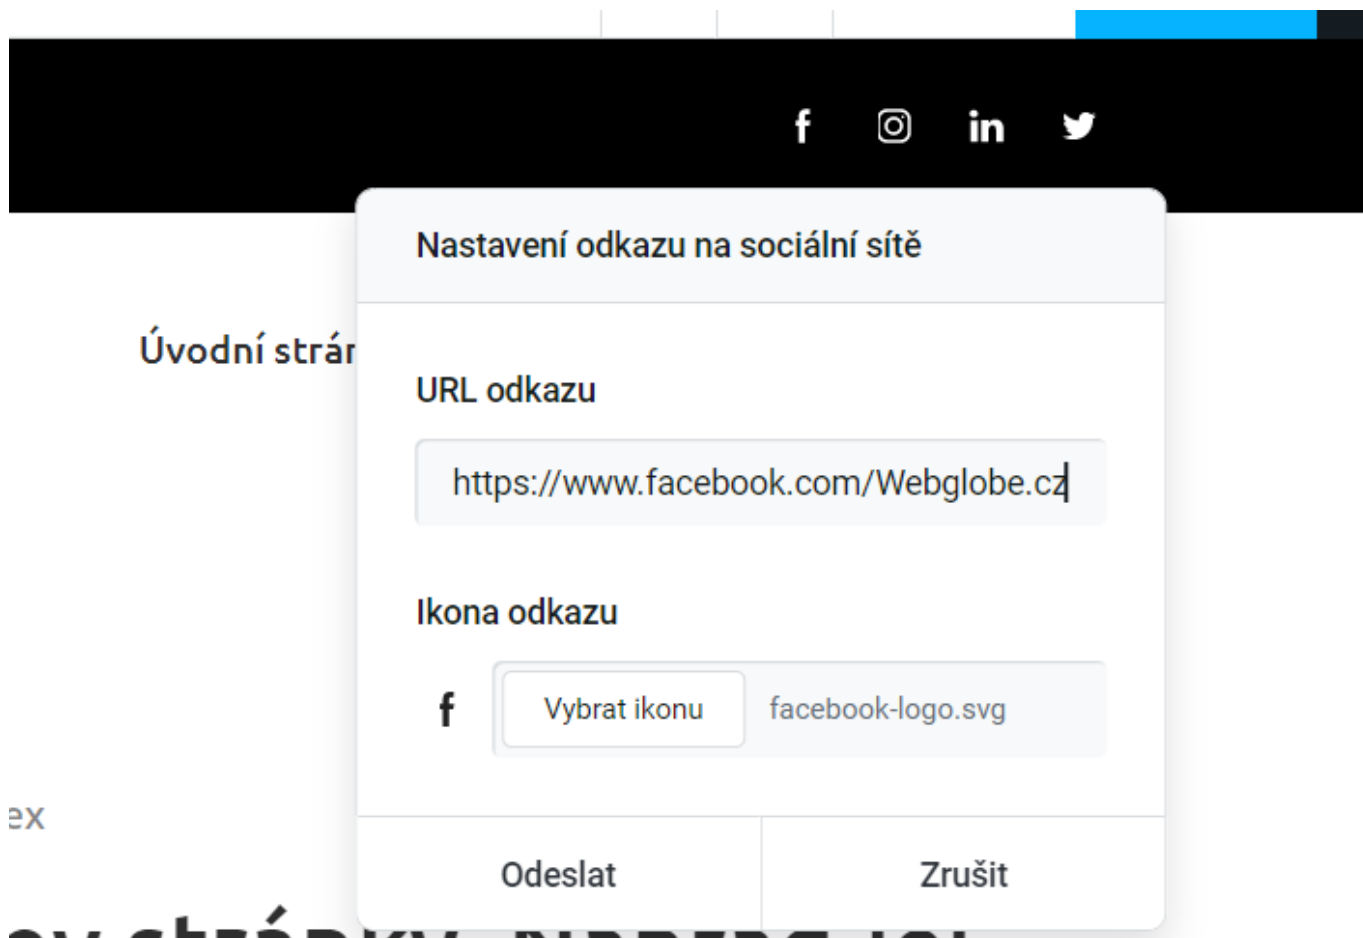 Nastavení odkazu na sociální sítě
Úvodní strán
URL odkazu
https://www.facebook.com/Webglobe.cz
Ikona odkazu
Vybrat ikonu facebook-logo.svg
ex
Odeslat Zrušit